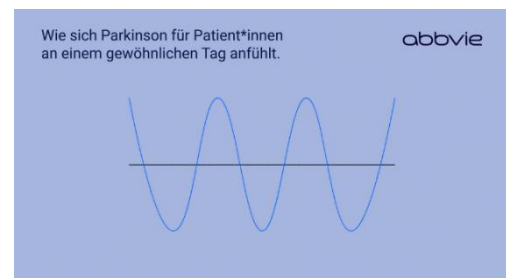 Wie sich Parkinson für Patient*innen
an einem gewöhnlichen Tag anfühlt.
abbvie